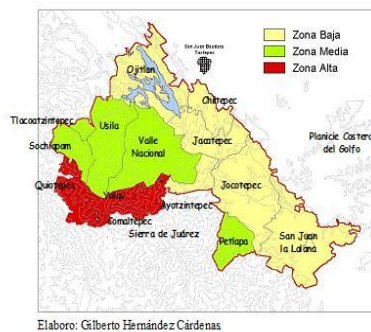 Zona Baja
Zona Media
Zona Alta
San Juan Bautista
Tuxtepec
Ojitlan
Chiltepec
Tlacoatzintepec
Usila
Valle
Nacional
Jacatepec
Planicie Costera
del Golfo
Sochiapam
Quiotepec
Yolox
Jocotepec
Ayotzintepec
Comaltepec
Sierra de Juárez
Petlapa
San Juan
la Lalana
Elaboro: Gilberto Hernández Cárdenas